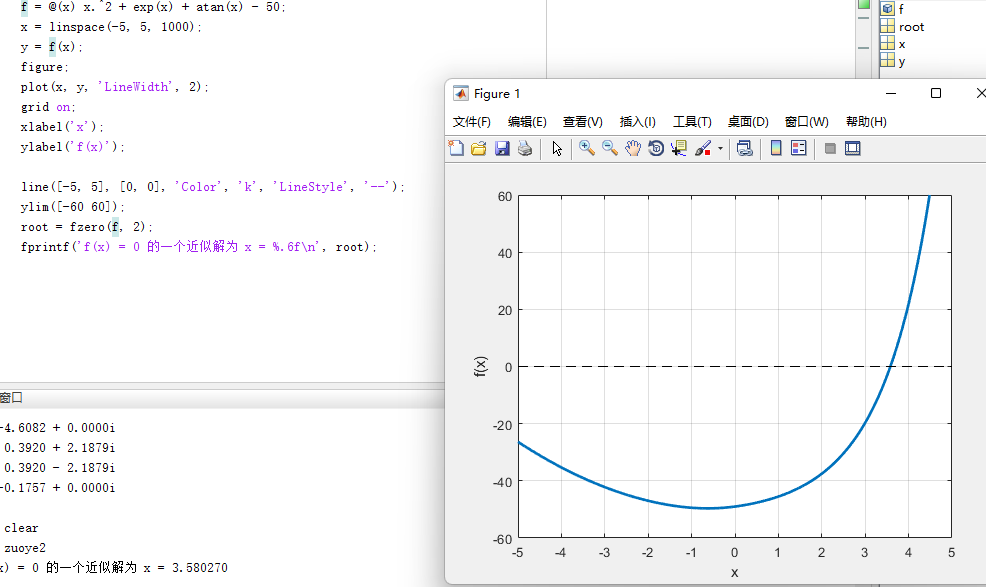 f = @(x) x.^2 + exp(x) + atan(x) - 50;
x = linspace(-5, 5, 1000);
y = f(x);
figure;
plot(x, y, 'LineWidth', 2);
grid on;
xlabel('x');
ylabel('f(x)');
line([-5, 5], [0, 0], 'Color', 'k', 'LineStyle', '--');
ylim([-60 60]);
root = fzero(f, 2);
fprintf('f(x) = 0 的一个近似解为 x = %.6f\n', root);
f
root
x
y
Figure 1
文件(F) 编辑(E) 查看(V) 插入(I) 工具(T) 桌面(D) 窗口(W) 帮助(H)
60
40
20
0
-20
-40
-60
f(x)
-5 -4 -3 -2 -1 0 1 2 3 4 5
x
窗口
-4.6082 + 0.0000i
0.3920 + 2.1879i
0.3920 - 2.1879i
-0.1757 + 0.0000i
clear
zuoye2
x) = 0 的一个近似解为 x = 3.580270